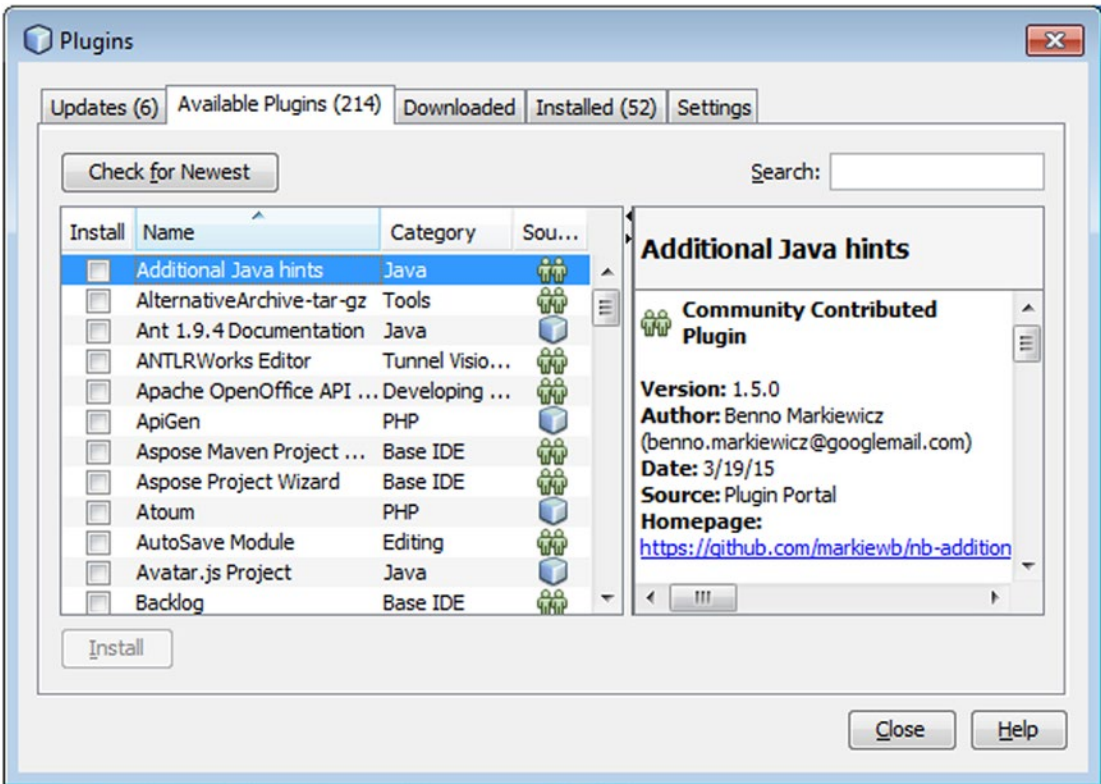 Plugins
Updates (6) Available Plugins (214) Downloaded Installed (52) Settings
Check for Newest Search:
Install Name Category Sou...
Additional Java hints Java
AlternativeArchive-tar-gz Tools
Ant 1.9.4 Documentation Java
ANTLRWorks Editor Tunnel Visio...
Apache OpenOffice API ... Developing ...
ApiGen PHP
Aspose Maven Project ... Base IDE
Aspose Project Wizard Base IDE
Atoum PHP
AutoSave Module Editing
Avatar.js Project Java
Backlog Base IDE
Additional Java hints
Community Contributed
Plugin
Version: 1.5.0
Author: Benno Markiewicz
(benno.markiewicz@googlemail.com)
Date: 3/19/15
Source: Plugin Portal
Homepage:
https://github.com/markiewb/nb-addition
Install
Close Help